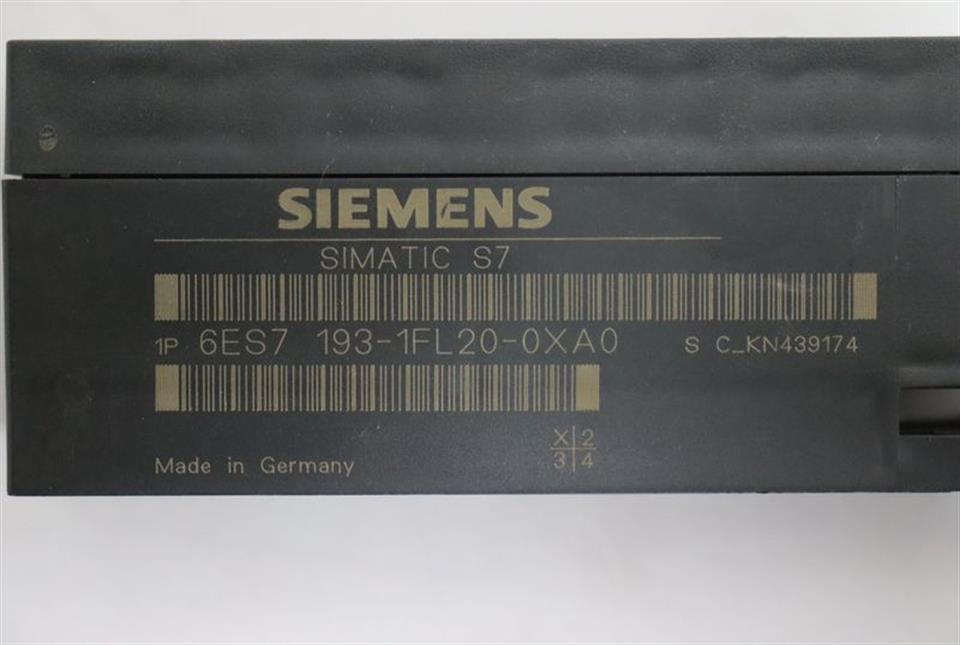 SIEMENS
SIMATIC S7
1P 6ES7 193-1FL20-0XA0 S C_KN439174
X 2
3 4
Made in Germany